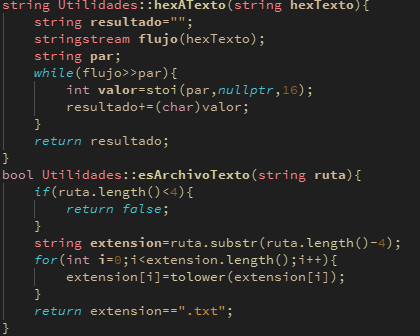 string Utilidades::hexATexto(string hexTexto){
    string resultado="";
    stringstream flujo(hexTexto);
    string par;
    while(flujo>>par){
        int valor=stoi(par,nullptr,16);
        resultado+=(char)valor;
    }
    return resultado;
}
bool Utilidades::esArchivoTexto(string ruta){
    if(ruta.length()<4){
        return false;
    }
    string extension=ruta.substr(ruta.length()-4);
    for(int i=0;i<extension.length();i++){
        extension[i]=tolower(extension[i]);
    }
    return extension==".txt";
}